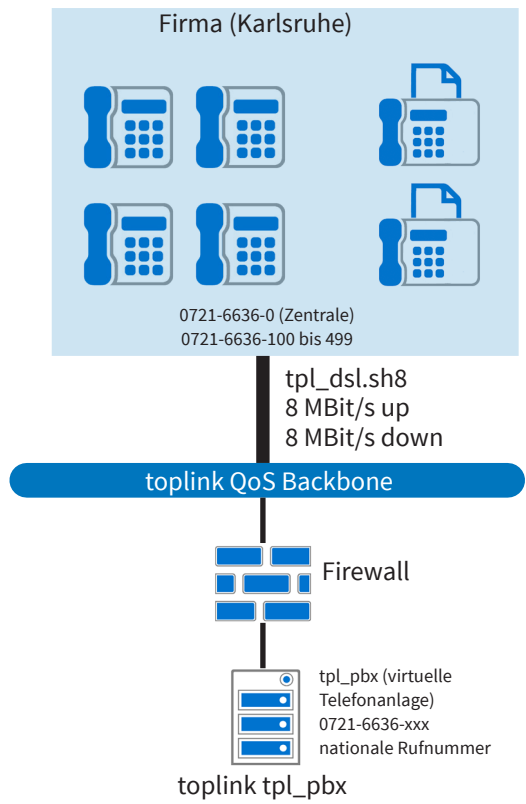 Firma (Karlsruhe)
0721-6636-0 (Zentrale)
0721-6636-100 bis 499
tpl_dsl.sh8
8 MBit/s up
8 MBit/s down
toplink QoS Backbone
Firewall
tpl_pbx (virtuelle
Telefonanlage)
0721-6636-xxx
nationale Rufnummer
toplink tpl_pbx